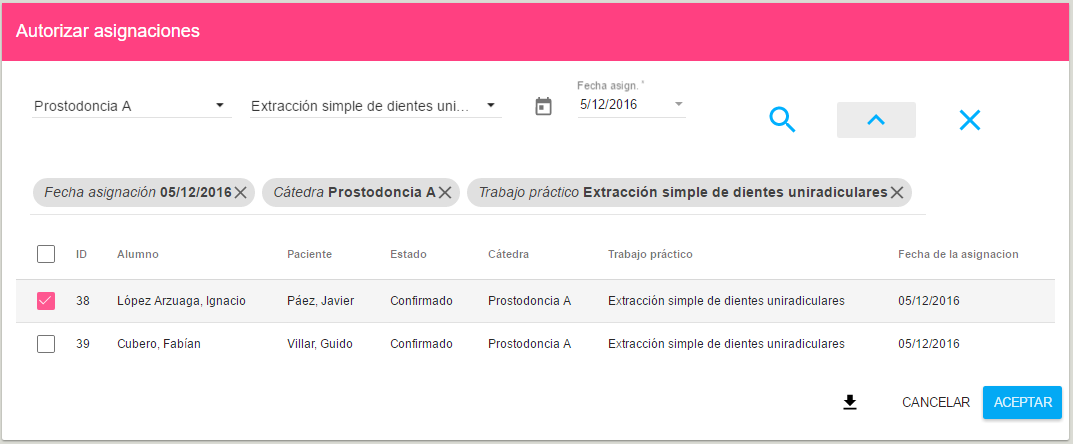 Autorizar asignaciones
Fecha asign. *
Prostodoncia A Extracción simple de dientes uni... 5/12/2016
Fecha asignación 05/12/2016 Cátedra Prostodoncia A Trabajo práctico Extracción simple de dientes uniradiculares
ID Alumno Paciente Estado Cátedra Trabajo práctico Fecha de la asignacion
38 López Arzuaga, Ignacio Páez, Javier Confirmado Prostodoncia A Extracción simple de dientes uniradiculares 05/12/2016
39 Cubero, Fabían Villar, Guido Confirmado Prostodoncia A Extracción simple de dientes uniradiculares 05/12/2016
CANCELAR ACEPTAR